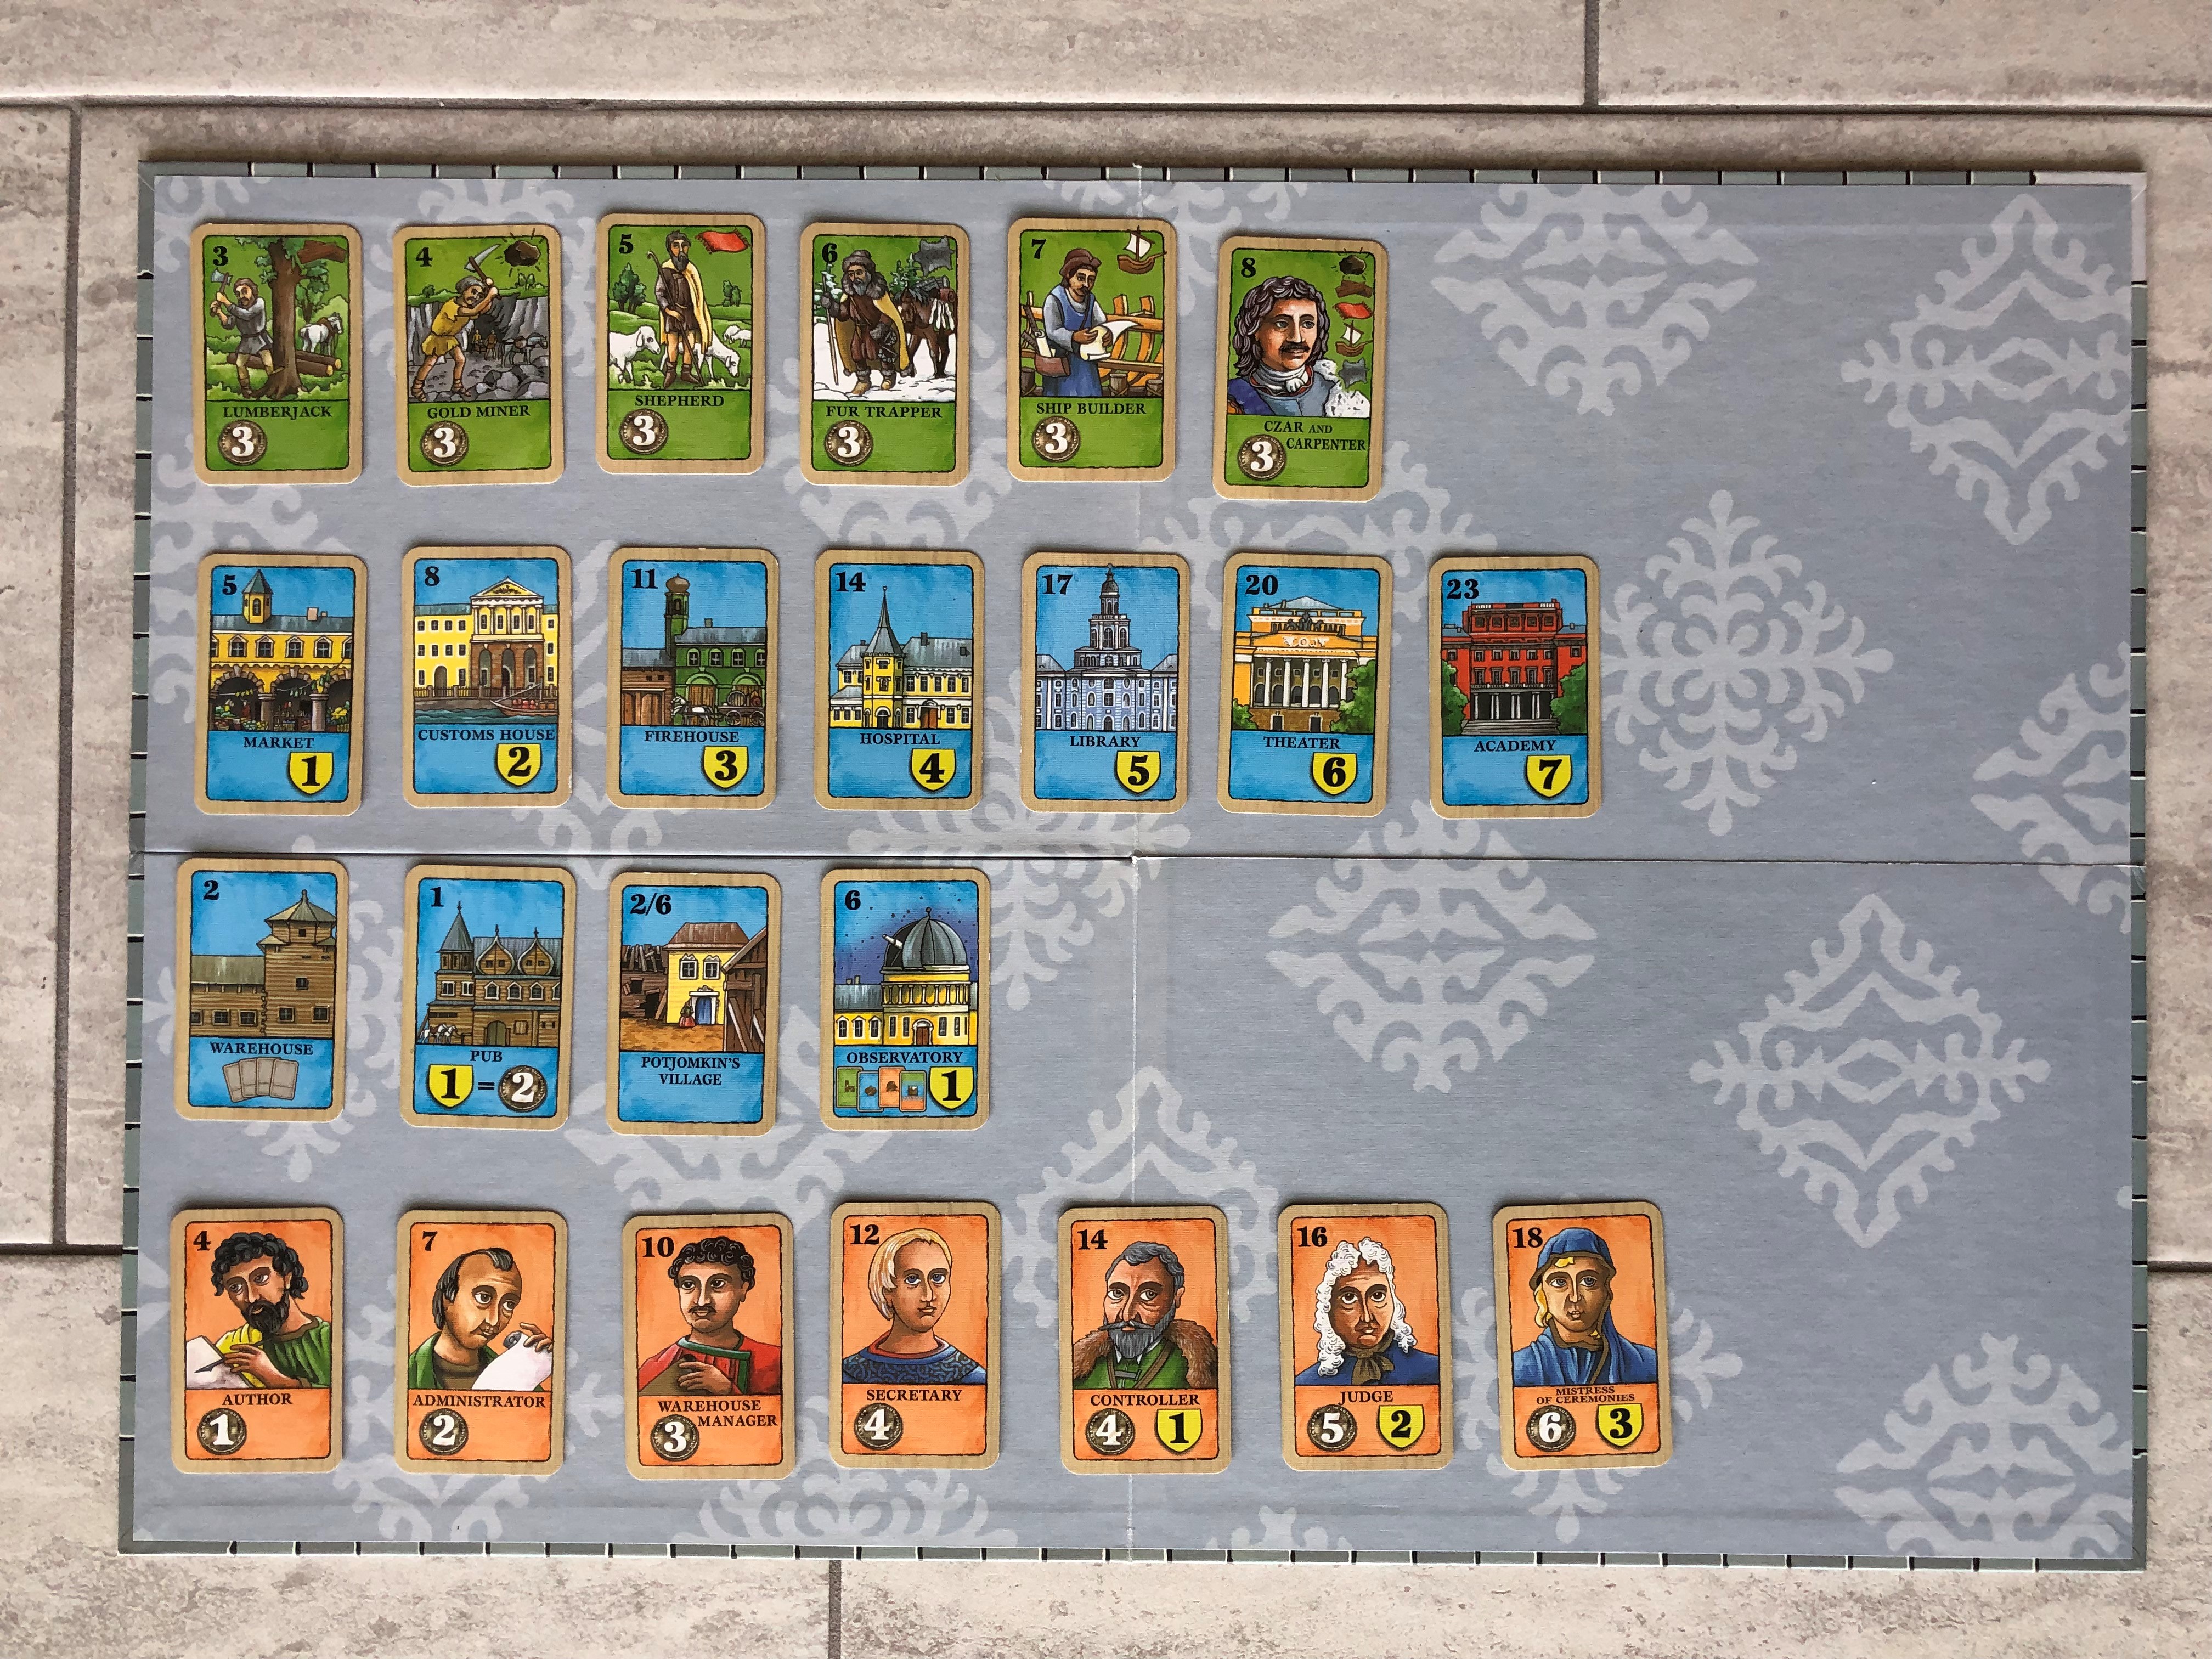 3
LUMBERJACK
3
4
GOLD MINER
3
5
SHEPHERD
3
6
FUR TRAPPER
3
7
SHIP BUILDER
3
8
CZAR AND
CARPENTER
3
5
MARKET
1
8
CUSTOMS HOUSE
2
11
FIREHOUSE
3
14
HOSPITAL
4
17
LIBRARY
5
20
THEATER
6
23
ACADEMY
7
2
WAREHOUSE
1
PUB
1 = 2
2/6
POTJOMKIN'S
VILLAGE
6
OBSERVATORY
1
4
AUTHOR
1
7
ADMINISTRATOR
2
10
WAREHOUSE
MANAGER
3
12
SECRETARY
4
14
CONTROLLER
4 1
16
JUDGE
5 2
18
MISTRESS
OF CEREMONIES
6 3